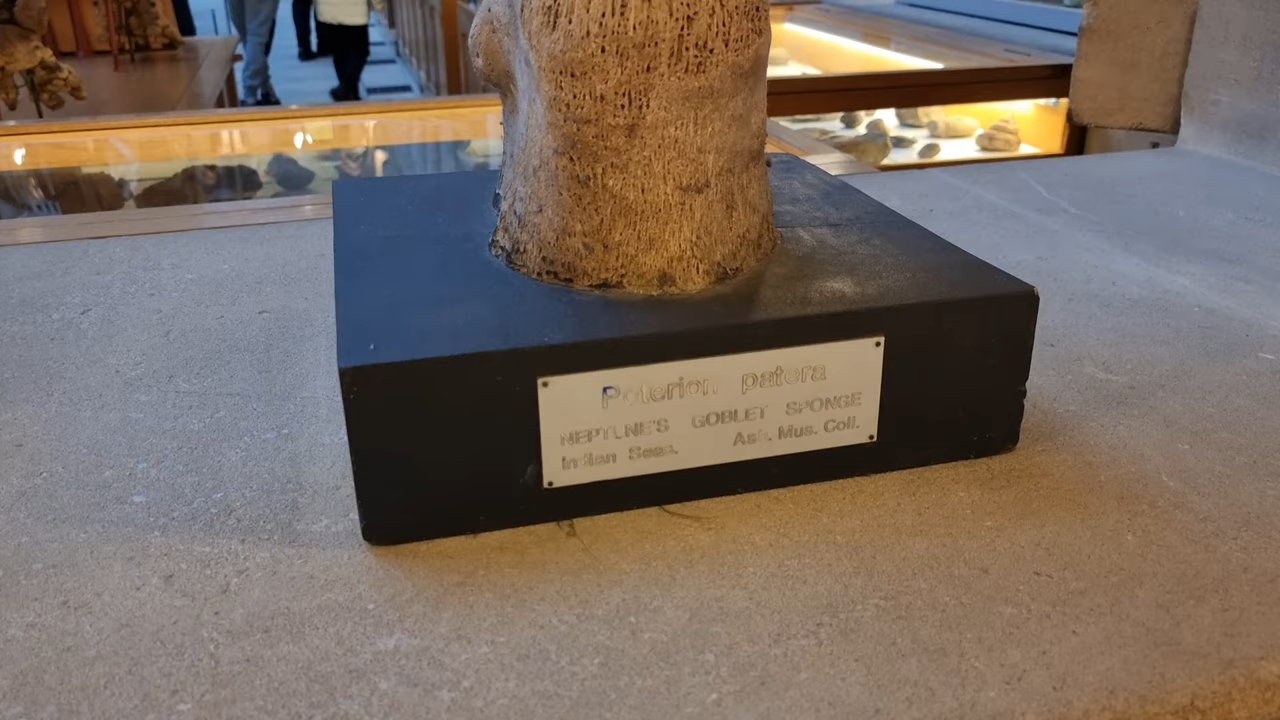 Poterion patera
NEPTUNE'S GOBLET SPONGE
Indian Seas. Ash. Mus. Coll.